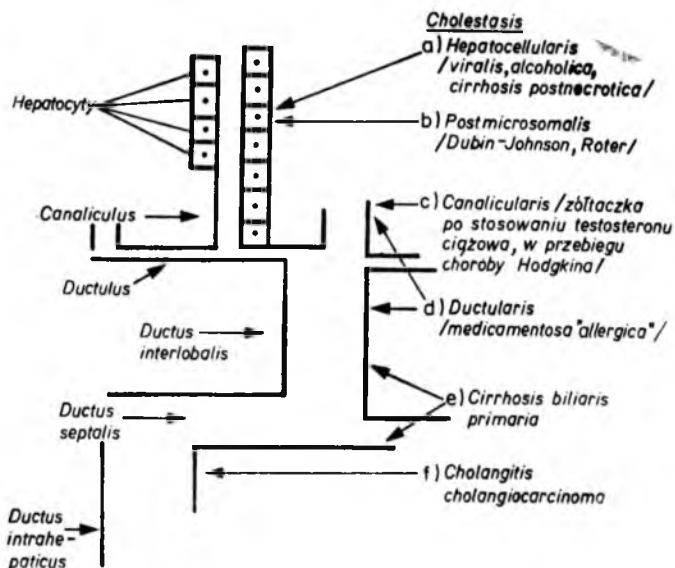 Cholestasis
a) Hepatocellularis
/viralis, alcoholica,
cirrhosis postnecrotica/
b) Postmicrosomalis
/Dubin-Johnson, Roter/
c) Canalicularis /żółtaczka
po stosowaniu testosteronu
ciążowa, w przebiegu
choroby Hodgkina/
d) Ductularis
/medicamentosa "allergica"/
e) Cirrhosis biliaris
primaria
f) Cholangitis
cholangiocarcinoma
Hepatocyty
Canaliculus
Ductulus
Ductus
interlobalis
Ductus
septalis
Ductus
intrahe-
paticus